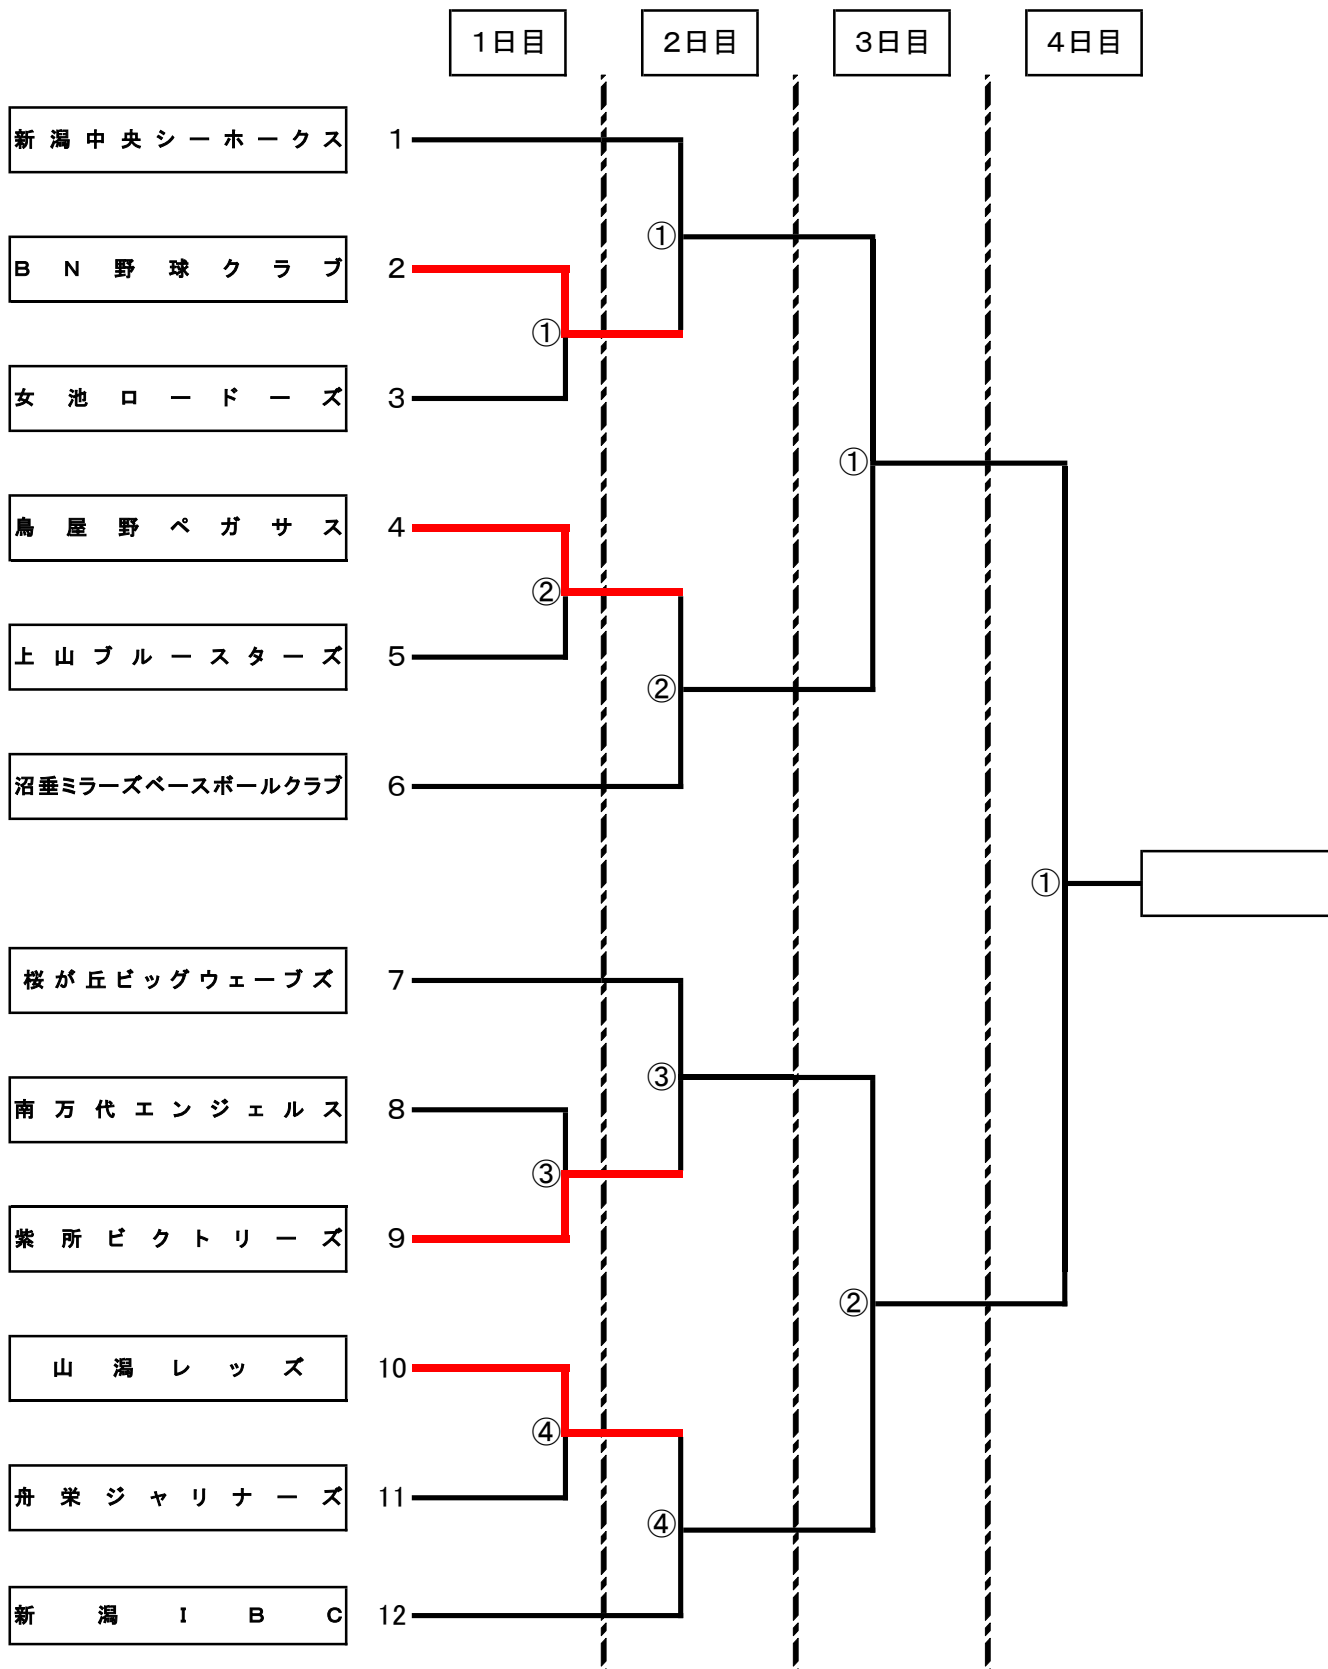 1日目 2日目 3日目 4日目
新潟中央シーホークス 1
①
BN野球クラブ 2
①
女池ロードーズ 3
①
鳥屋野ペガサス 4
②
上山ブルースターズ 5
②
沼垂ミラーズベースボールクラブ 6
①
桜が丘ビッグウェーブズ 7
③
南万代エンジェルス 8
③
紫所ビクトリーズ 9
②
山潟レッズ 10
④
舟栄ジャリナーズ 11
④
新潟IBC 12